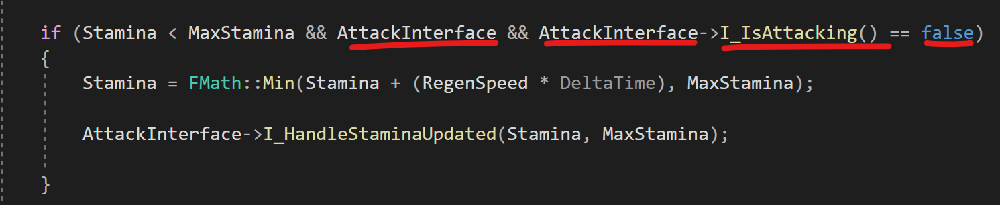 if (Stamina < MaxStamina && AttackInterface && AttackInterface->I_IsAttacking() == false)
{
Stamina = FMath::Min(Stamina + (RegenSpeed * DeltaTime), MaxStamina);
AttackInterface->I_HandleStaminaUpdated(Stamina, MaxStamina);
}